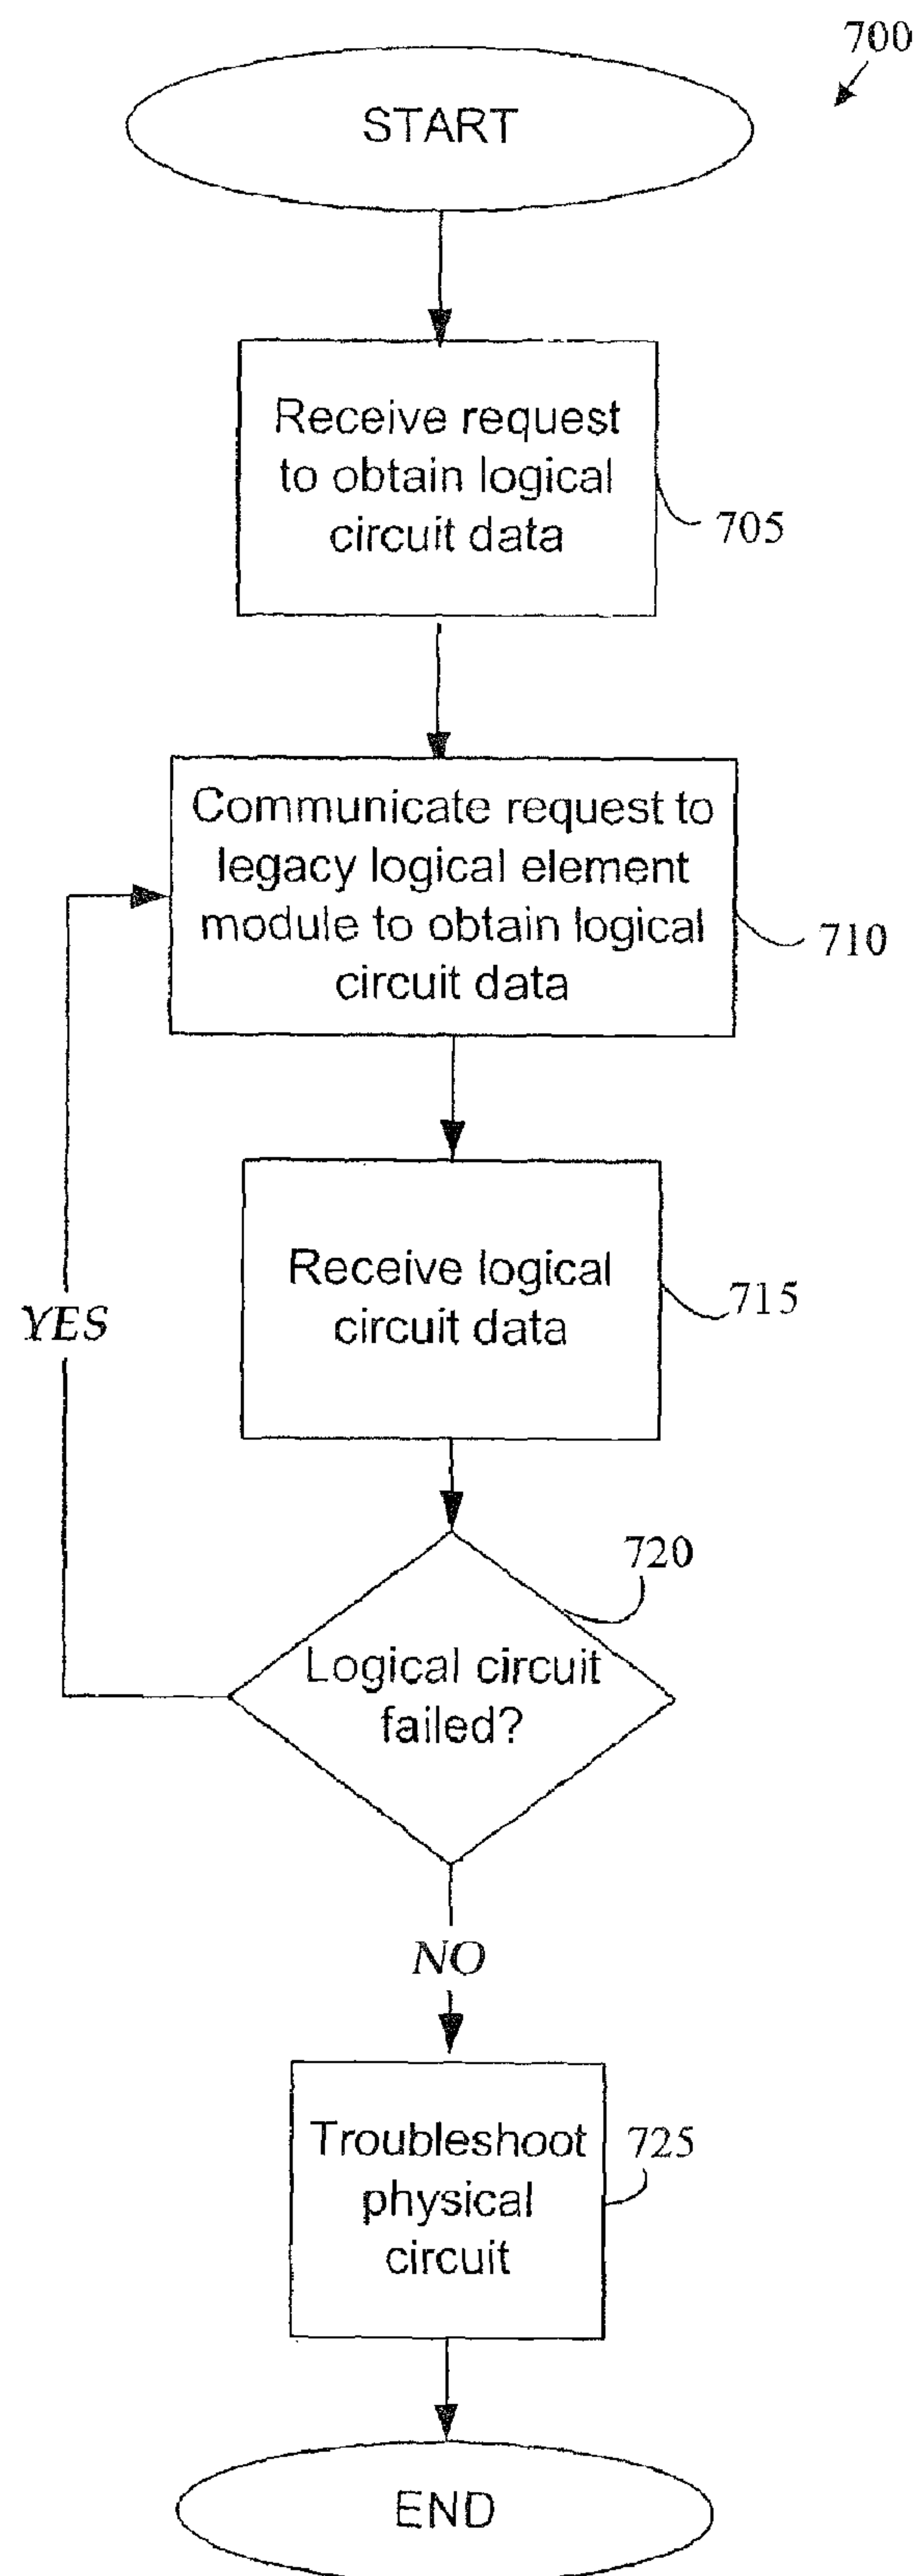 700
START
Receive request
to obtain logical
circuit data
705
Communicate request to
legacy logical element
module to obtain logical
circuit data
710
Receive logical
circuit data
715
YES
720
Logical circuit
failed?
NO
Troubleshoot
physical
circuit
725
END